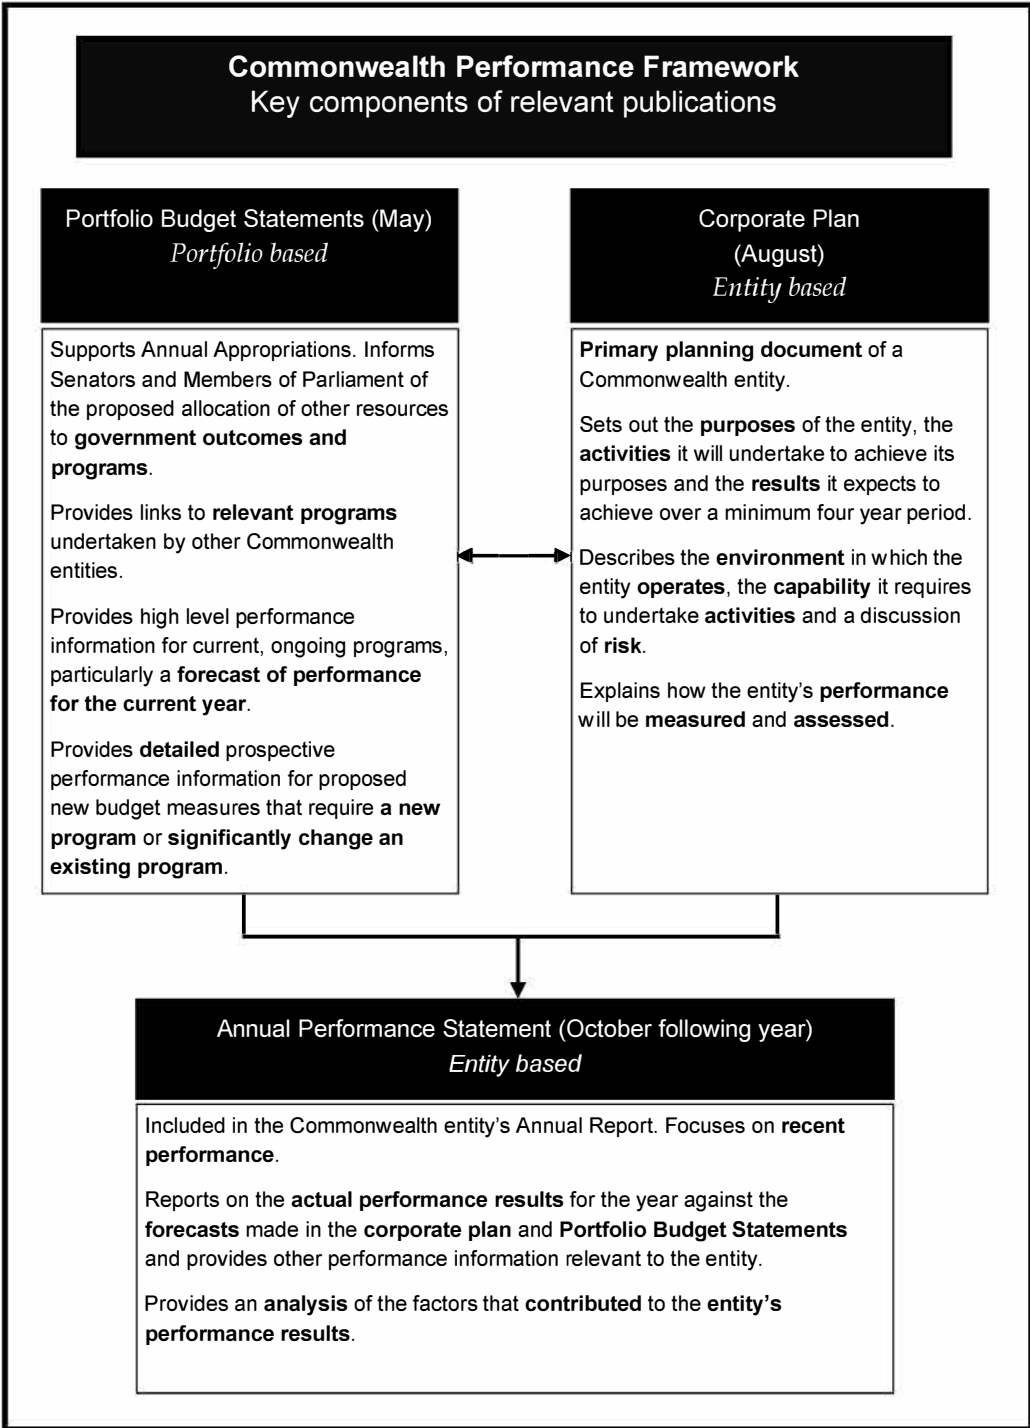 Commonwealth Performance Framework
Key components of relevant publications
Portfolio Budget Statements (May)
Portfolio based
Supports Annual Appropriations. Informs
Senators and Members of Parliament of
the proposed allocation of other resources
to government outcomes and
programs.
Provides links to relevant programs
undertaken by other Commonwealth
entities.
Provides high level performance
information for current, ongoing programs,
particularly a forecast of performance
for the current year.
Provides detailed prospective
performance information for proposed
new budget measures that require a new
program or significantly change an
existing program.
Corporate Plan
(August)
Entity based
Primary planning document of a
Commonwealth entity.
Sets out the purposes of the entity, the
activities it will undertake to achieve its
purposes and the results it expects to
achieve over a minimum four year period.
Describes the environment in which the
entity operates, the capability it requires
to undertake activities and a discussion
of risk.
Explains how the entity’s performance
will be measured and assessed.
Annual Performance Statement (October following year)
Entity based
Included in the Commonwealth entity’s Annual Report. Focuses on recent
performance.
Reports on the actual performance results for the year against the
forecasts made in the corporate plan and Portfolio Budget Statements
and provides other performance information relevant to the entity.
Provides an analysis of the factors that contributed to the entity’s
performance results.